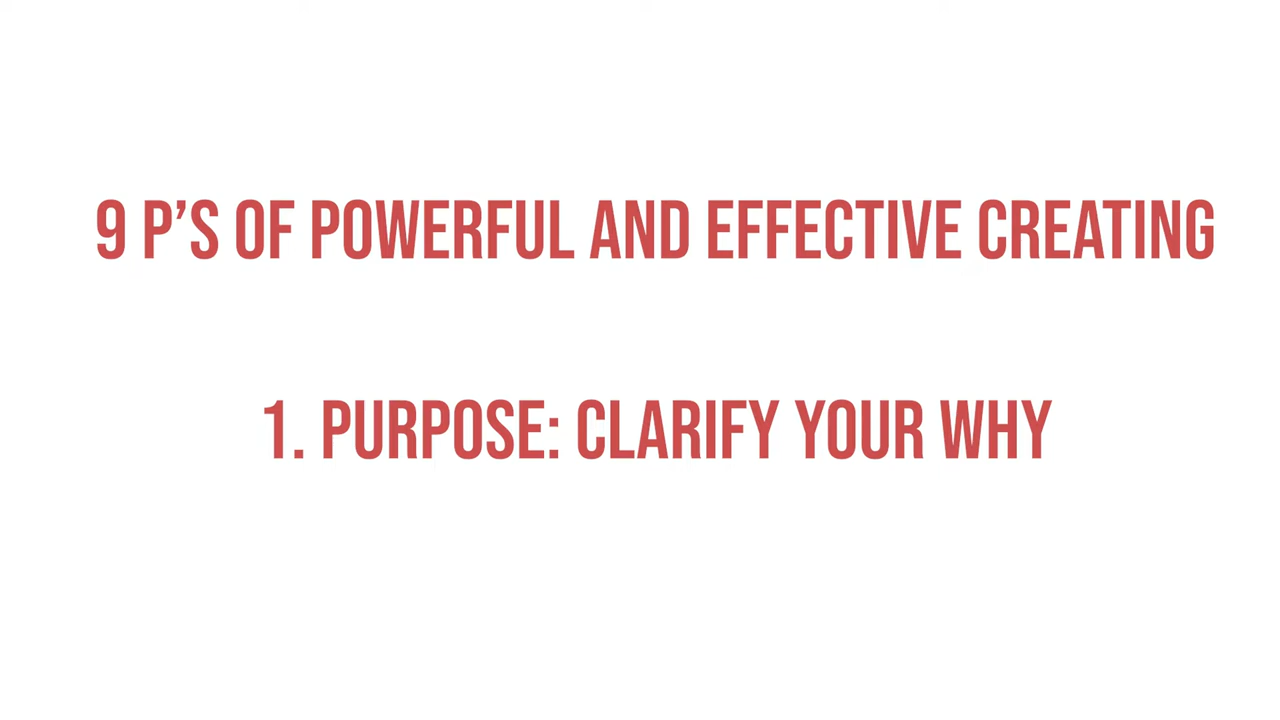 9 P’S OF POWERFUL AND EFFECTIVE CREATING
1. PURPOSE: CLARIFY YOUR WHY